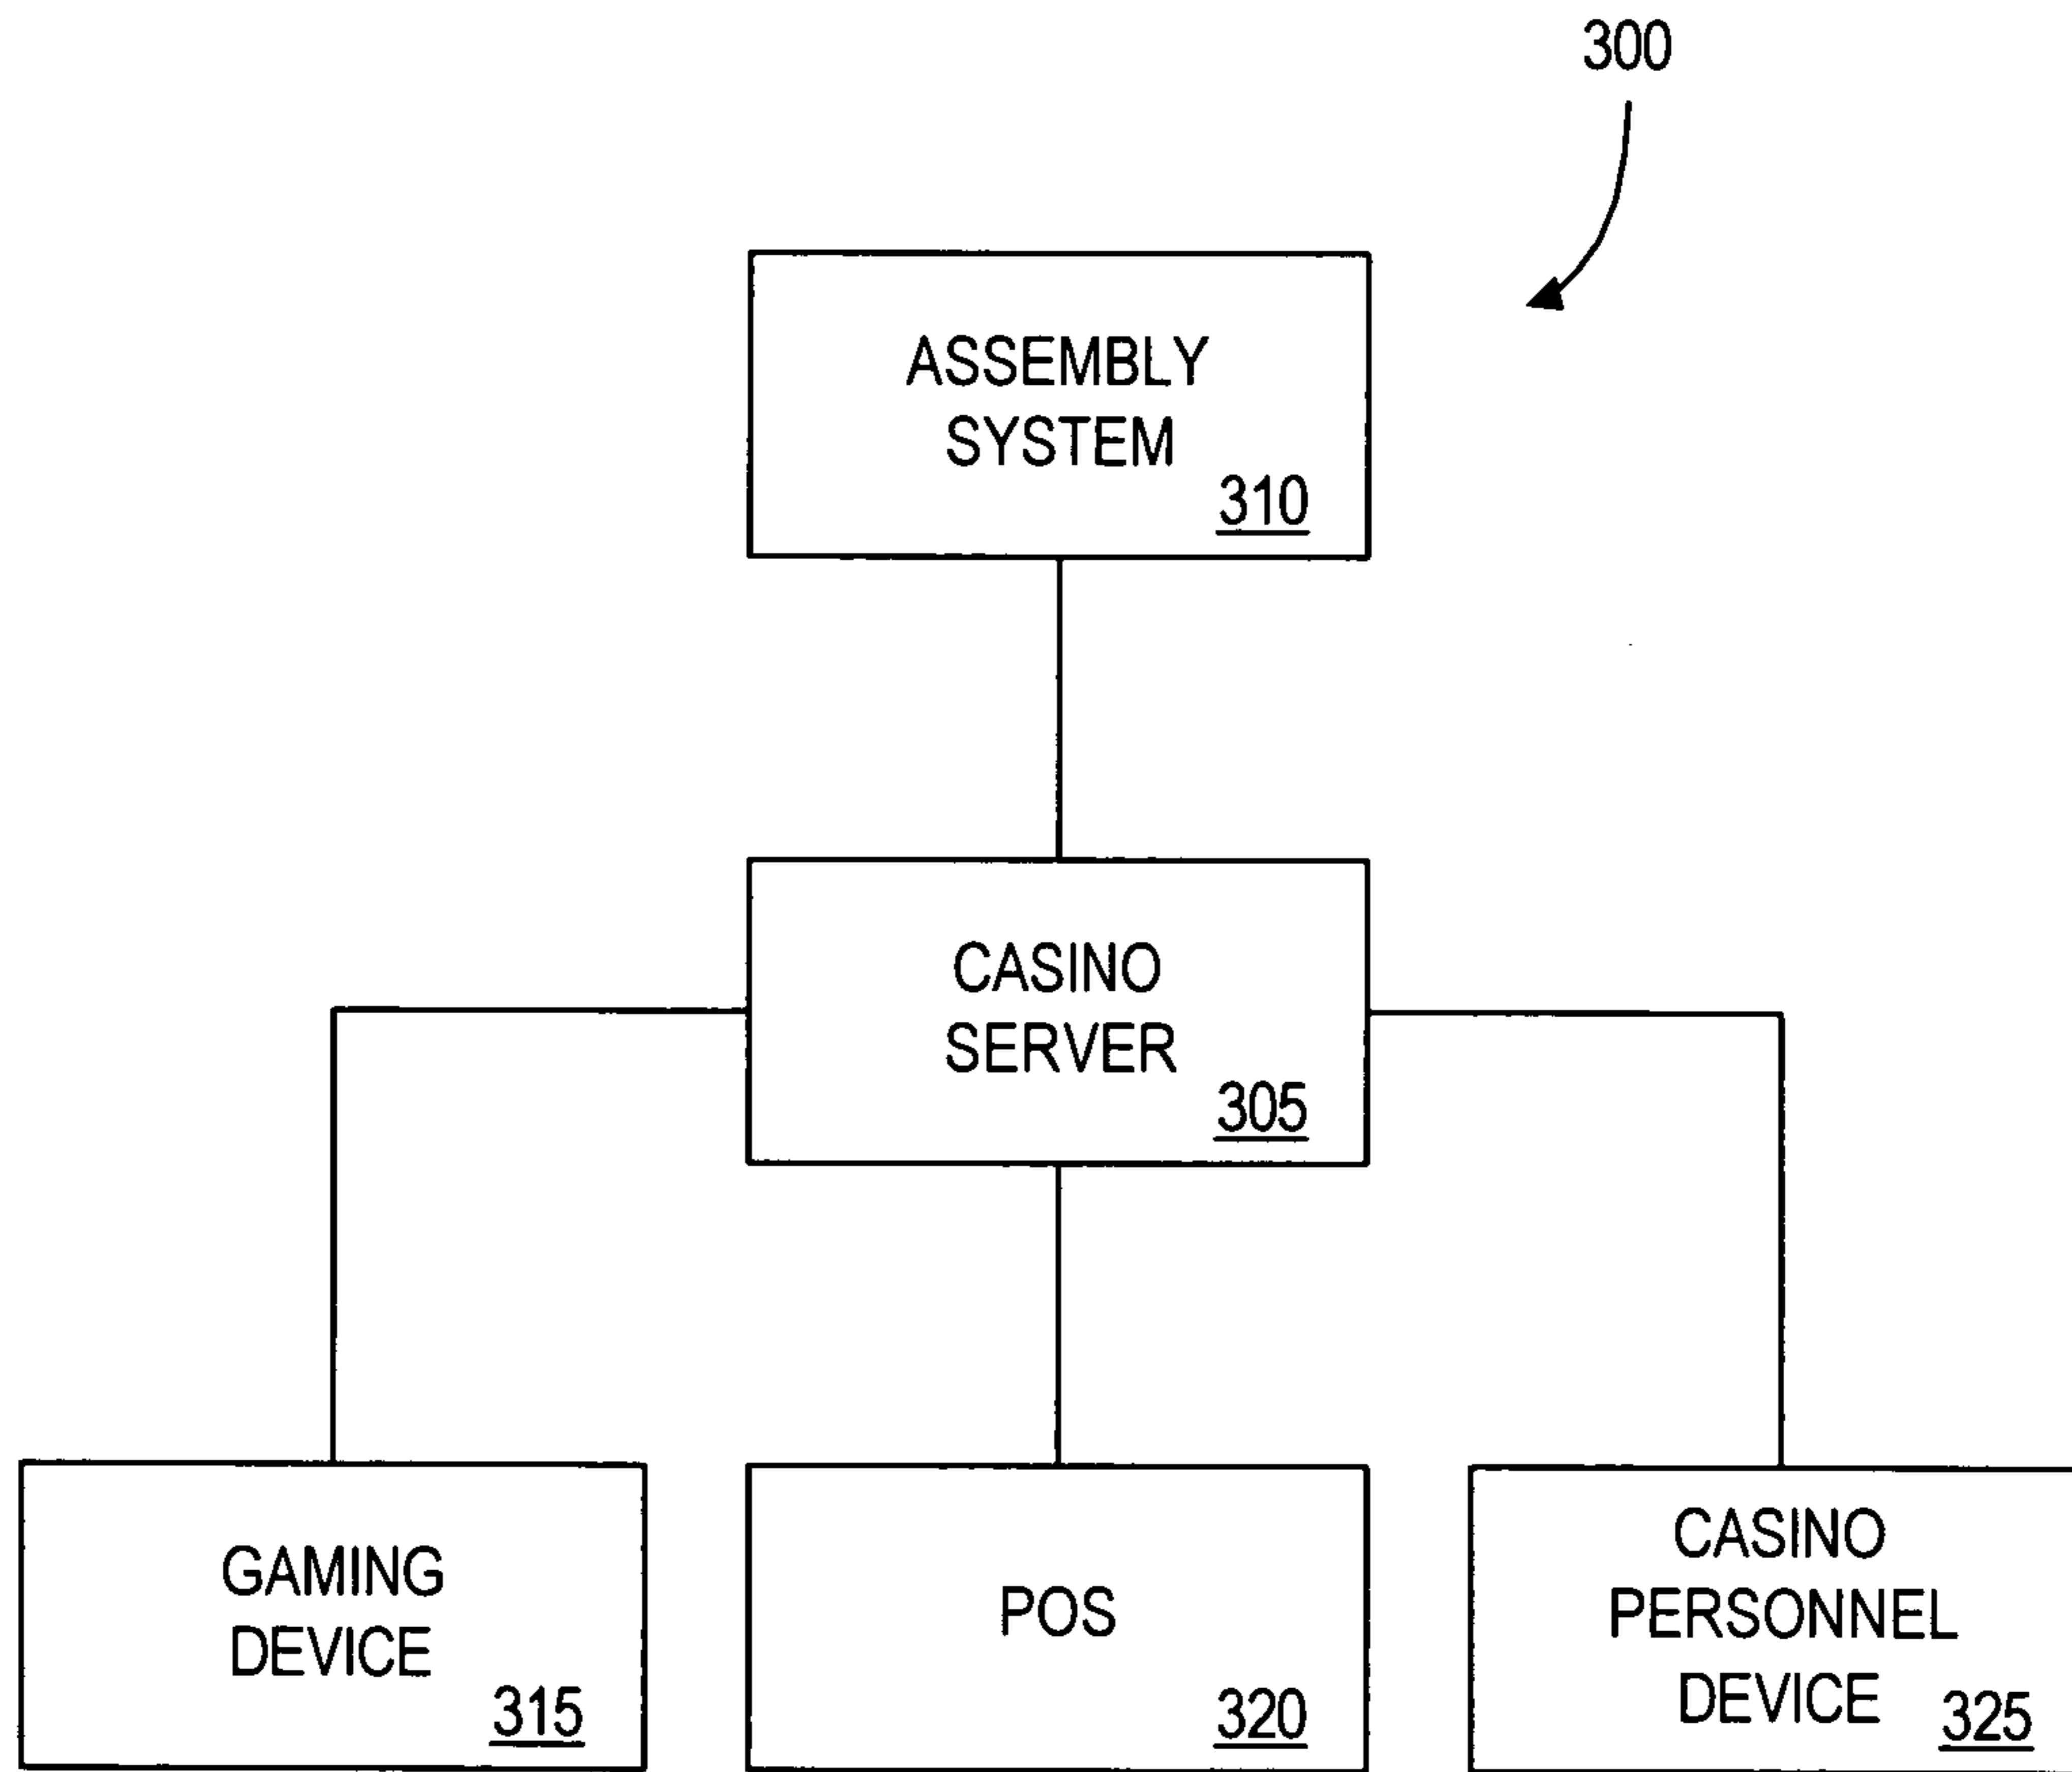 300
ASSEMBLY
SYSTEM
310
CASINO
SERVER
305
GAMING
DEVICE
315
POS
320
CASINO
PERSONNEL
DEVICE
325